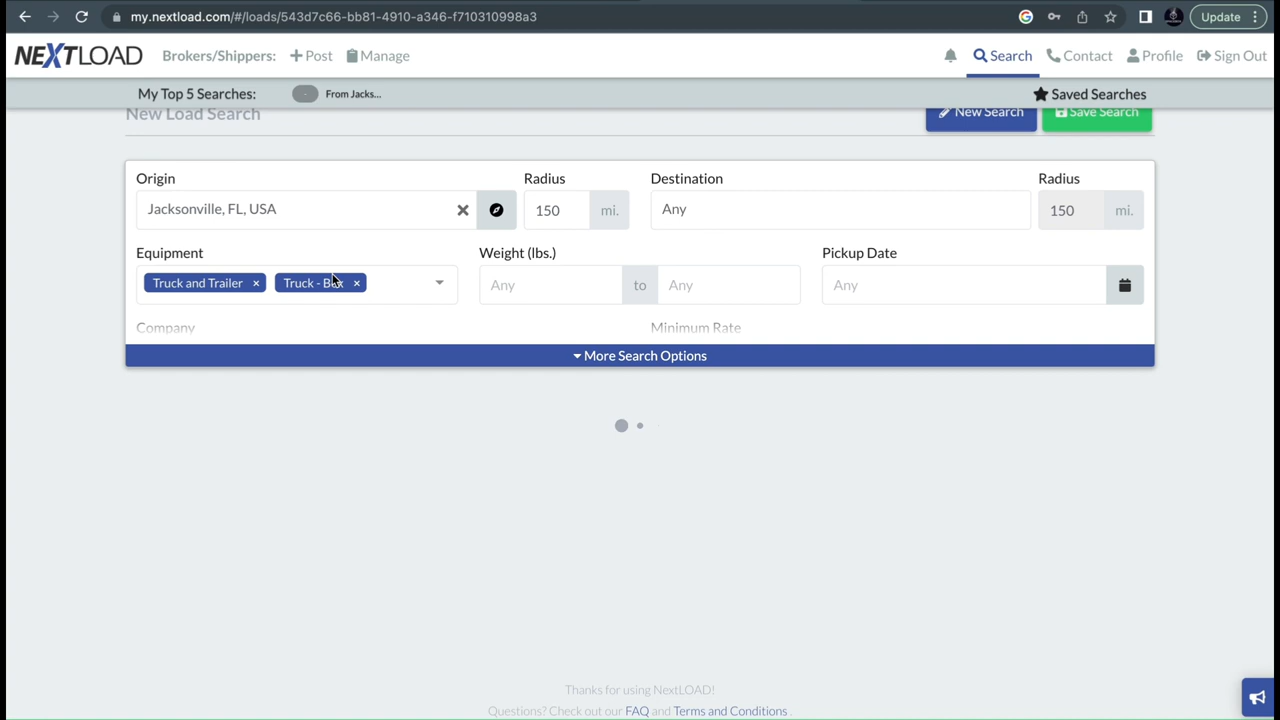 my.nextload.com/#/loads/543d7c66-bb81-4910-a346-f710310998a3
Update
NEXTLOAD Brokers/Shippers: Post Manage Search Contact Profile Sign Out
My Top 5 Searches: From Jacks... Saved Searches
New Load Search New Search Save Search
Origin Radius Destination Radius
Jacksonville, FL, USA 150 mi. Any 150 mi.
Equipment Weight (lbs.) Pickup Date
Truck and Trailer × Truck - Box × Any to Any Any
Company Minimum Rate
More Search Options
Thanks for using NextLOAD!
Questions? Check out our FAQ and Terms and Conditions .